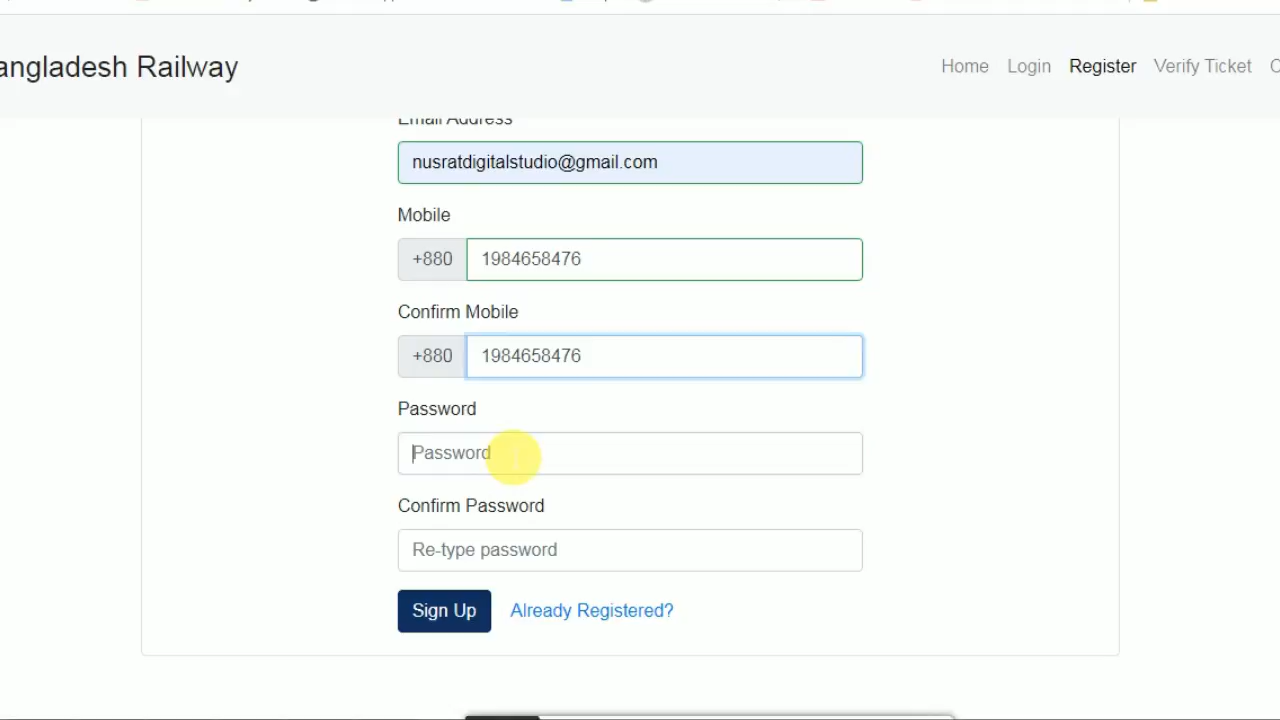 angladesh Railway
Home Login Register Verify Ticket
Email Address
nusratdigitalstudio@gmail.com
Mobile
+880 1984658476
Confirm Mobile
+880 1984658476
Password
Password
Confirm Password
Re-type password
Sign Up Already Registered?